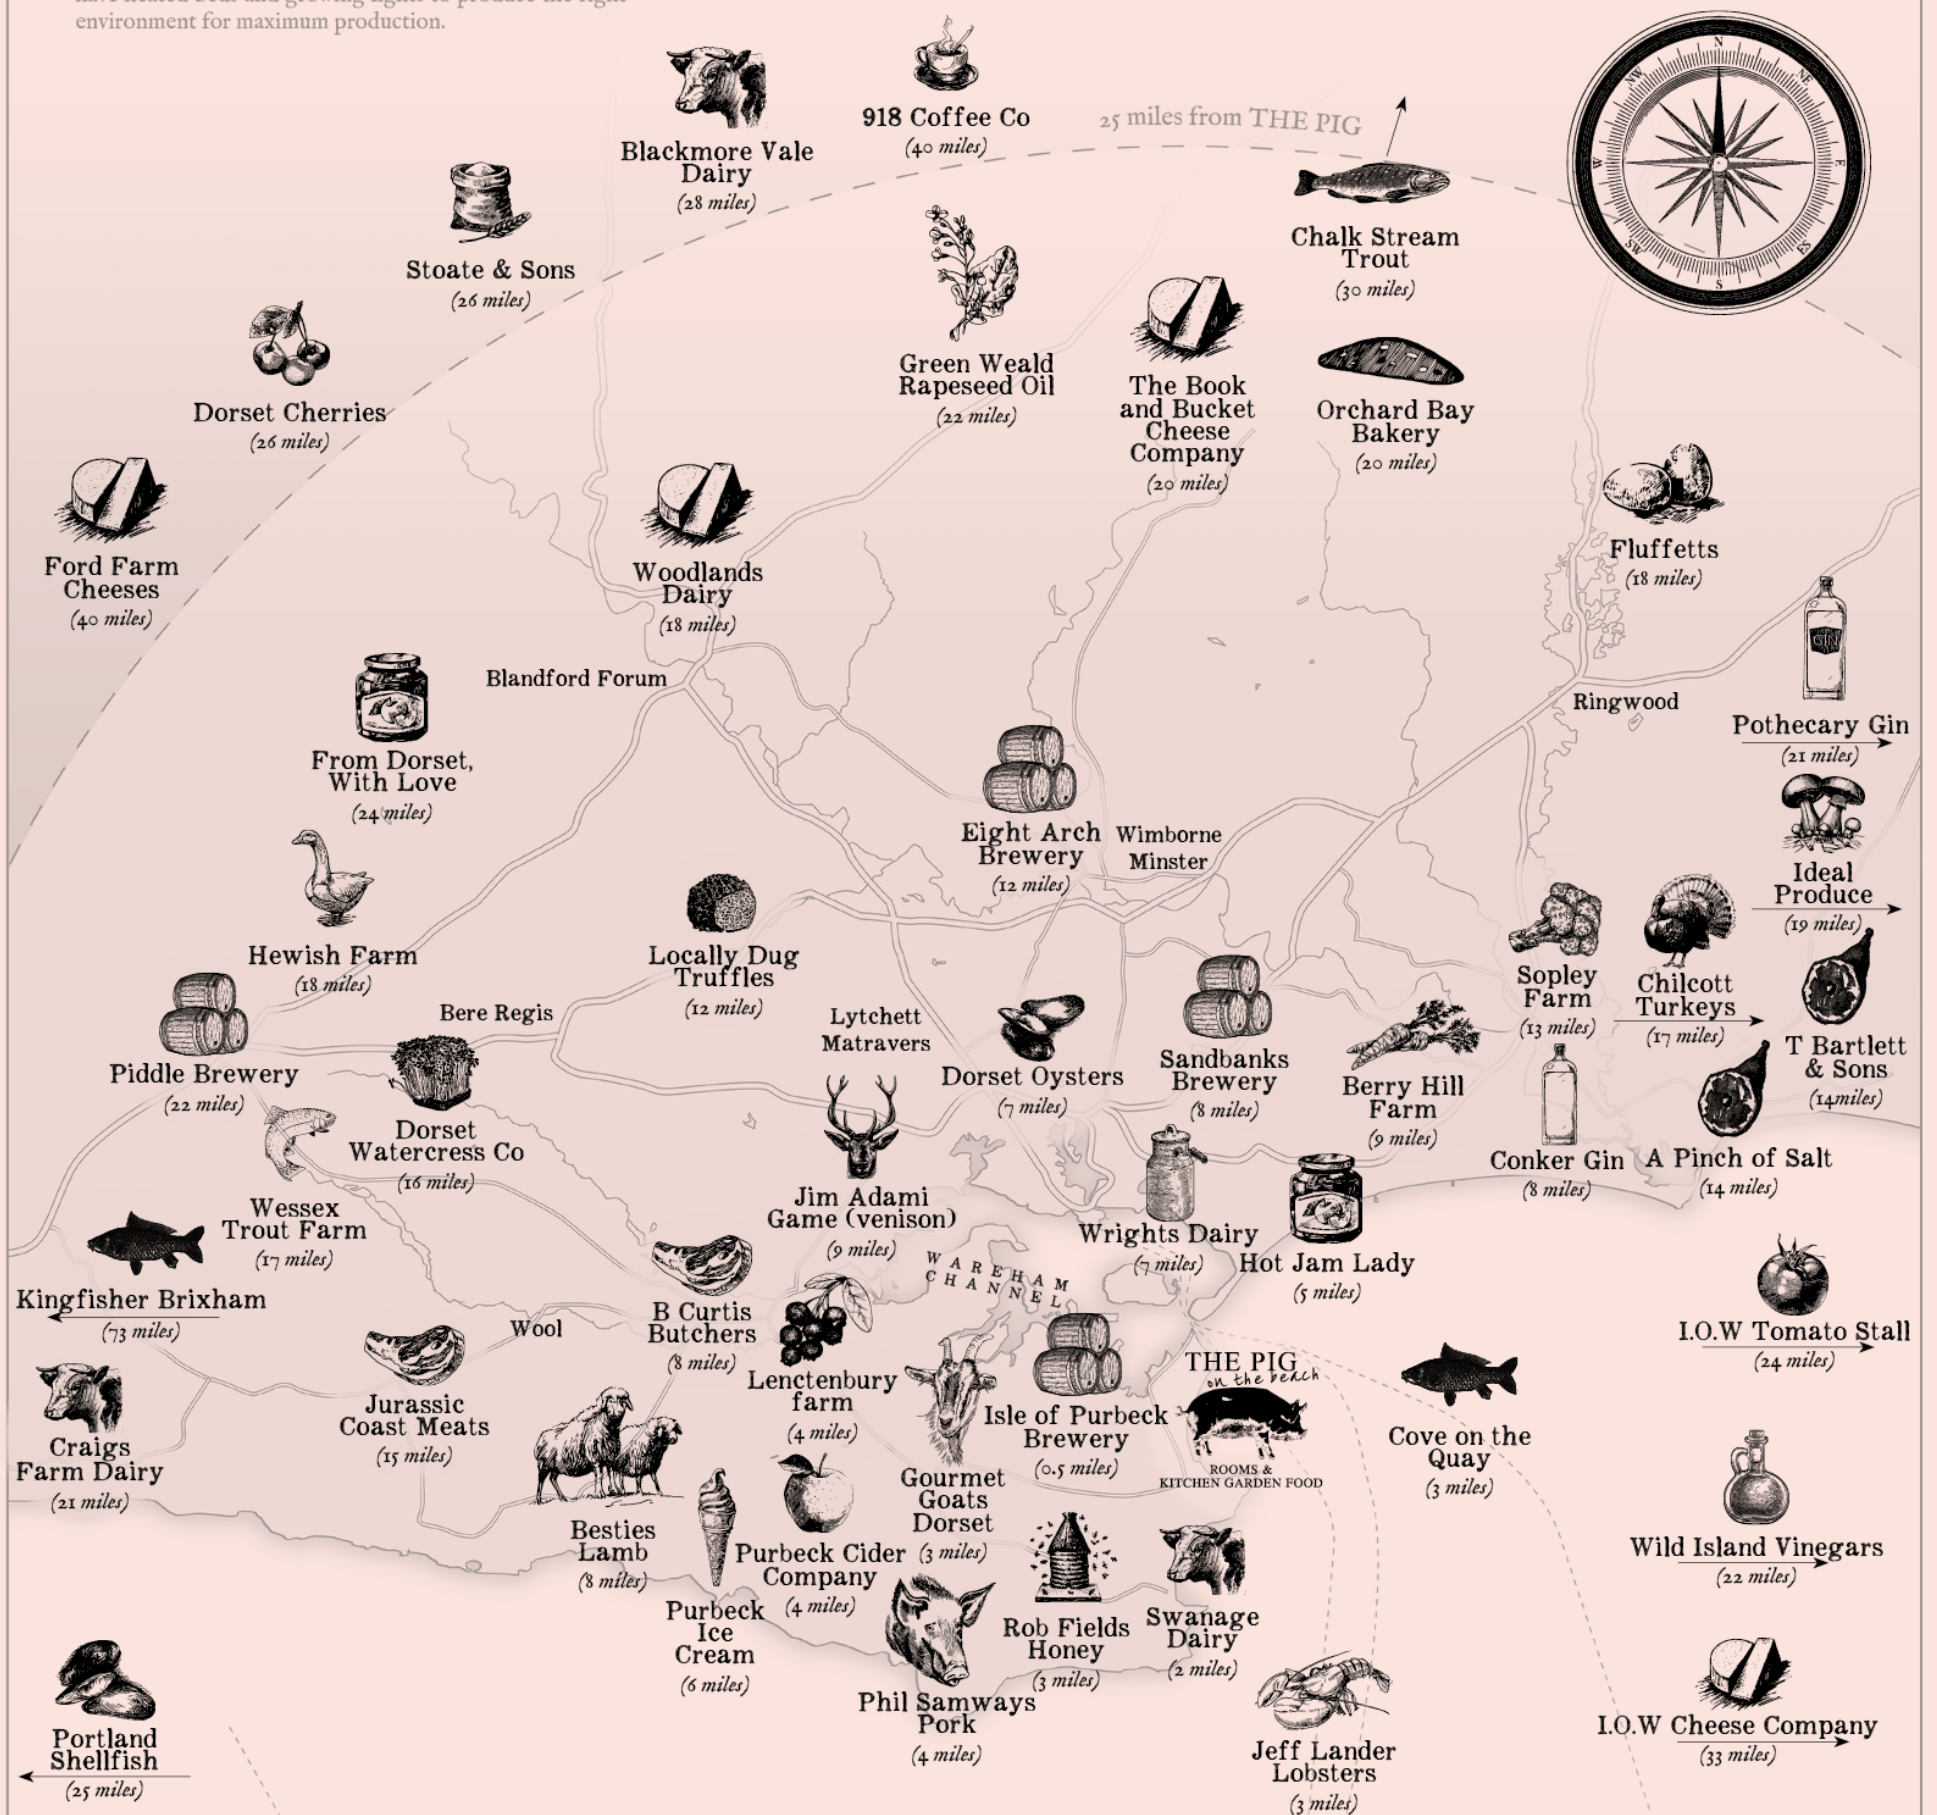 environment for maximum production.
918 Coffee Co
(40 miles)
25 miles from THE PIG
N
NE
E
ES
S
SW
W
NW
Blackmore Vale
Dairy
(28 miles)
Stoate & Sons
(26 miles)
Chalk Stream
Trout
(30 miles)
Dorset Cherries
(26 miles)
Green Weald
Rapeseed Oil
(22 miles)
The Book
and Bucket
Cheese
Company
(20 miles)
Orchard Bay
Bakery
(20 miles)
Ford Farm
Cheeses
(40 miles)
Woodlands
Dairy
(18 miles)
Fluffetts
(18 miles)
Blandford Forum
Ringwood
GIN
Pothecary Gin
(21 miles)
From Dorset,
With Love
(24 miles)
Eight Arch
Brewery
(12 miles)
Wimborne
Minster
Ideal
Produce
(19 miles)
Hewish Farm
(18 miles)
Locally Dug
Truffles
(12 miles)
Sopley
Farm
(13 miles)
Chilcott
Turkeys
(17 miles)
Bere Regis
Lytchett
Matravers
T Bartlett
& Sons
(14miles)
Piddle Brewery
(22 miles)
Dorset Oysters
(7 miles)
Sandbanks
Brewery
(8 miles)
Berry Hill
Farm
(9 miles)
Dorset
Watercress Co
(16 miles)
Conker Gin
(8 miles)
A Pinch of Salt
(14 miles)
Wessex
Trout Farm
(17 miles)
Jim Adami
Game (venison)
(9 miles)
Wrights Dairy
(7 miles)
Hot Jam Lady
(5 miles)
WAREHAM
CHANNEL
Kingfisher Brixham
(73 miles)
Wool
B Curtis
Butchers
(8 miles)
I.O.W Tomato Stall
(24 miles)
Lenctenbury
farm
(4 miles)
THE PIG
on the beach
ROOMS &
KITCHEN GARDEN FOOD
Jurassic
Coast Meats
(15 miles)
Isle of Purbeck
Brewery
(0.5 miles)
Cove on the
Quay
(3 miles)
Craigs
Farm Dairy
(21 miles)
Gourmet
Goats
Dorset
(3 miles)
Besties
Lamb
(8 miles)
Purbeck Cider
Company
(4 miles)
Wild Island Vinegars
(22 miles)
Purbeck
Ice
Cream
(6 miles)
Rob Fields
Honey
(3 miles)
Swanage
Dairy
(2 miles)
Phil Samways
Pork
(4 miles)
Portland
Shellfish
(25 miles)
Jeff Lander
Lobsters
(3 miles)
I.O.W Cheese Company
(33 miles)